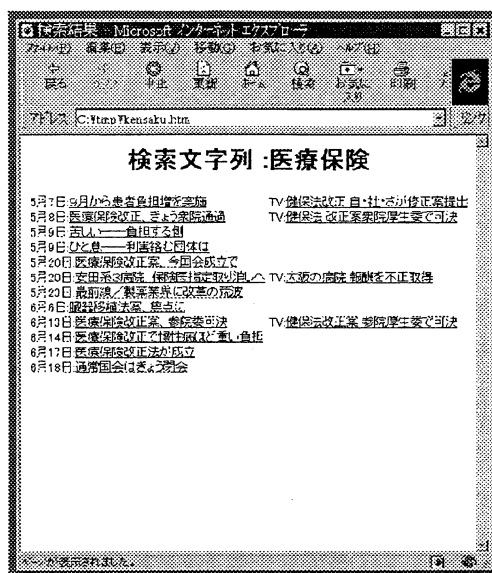 検索結果 - Microsoft インターネット エクスプローラ
ファイル(F) 編集(E) 表示(V) 移動(G) お気に入り(A) ヘルプ(H)
戻る 中止 更新 ホーム 検索 お気に入り 印刷
アドレス C:¥tmp¥kensaku.htm リンク
検索文字列 :医療保険
5月7日:9月から患者負担増を実施 TV:健保法改正 自・社・さが修正案提出
5月8日:医療保険改正、きょう衆院通過 TV:健保法 改正案衆院厚生委で可決
5月9日:苦しい――負担する側
5月9日:ひと息――利害絡む団体は
5月20日:医療保険改正案、今国会成立で
5月20日:安田系3病院 保険医指定取り消しへ TV:大阪の病院 報酬を不正取得
5月23日:最前線/製薬業界に改革の荒波
6月6日:臓器移植法案、焦点に
6月13日:医療保険改正案、参院委可決 TV:健保法改正案 参院厚生委で可決
6月14日:医療保険改正で慢性病ほど重い負担
6月17日:医療保険改正法が成立
6月18日:通常国会はきょう閉会
ページが表示されました。